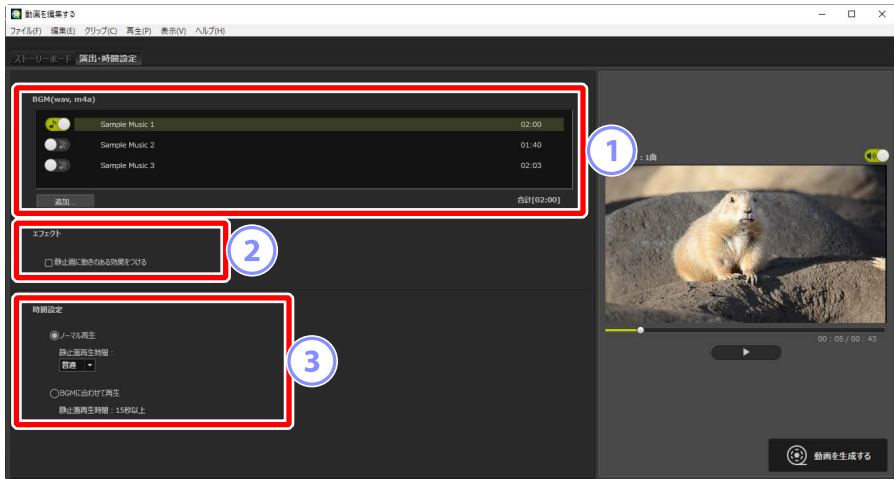 動画を編集する
ファイル(F) 編集(E) クリップ(C) 再生(P) 表示(V) ヘルプ(H)
ストーリーボード 演出・時間設定
BGM(wav, m4a)
Sample Music 1 02:00
Sample Music 2 01:40
Sample Music 3 02:03
追加... 合計[02:00]
1
: 1曲
エフェクト
静止画に動きのある効果をつける
2
時間設定
ノーマル再生
静止画再生時間 :
普通
BGMに合わせて再生
静止画再生時間 : 15秒以上
3
00 : 05 / 00 : 43
動画を生成する